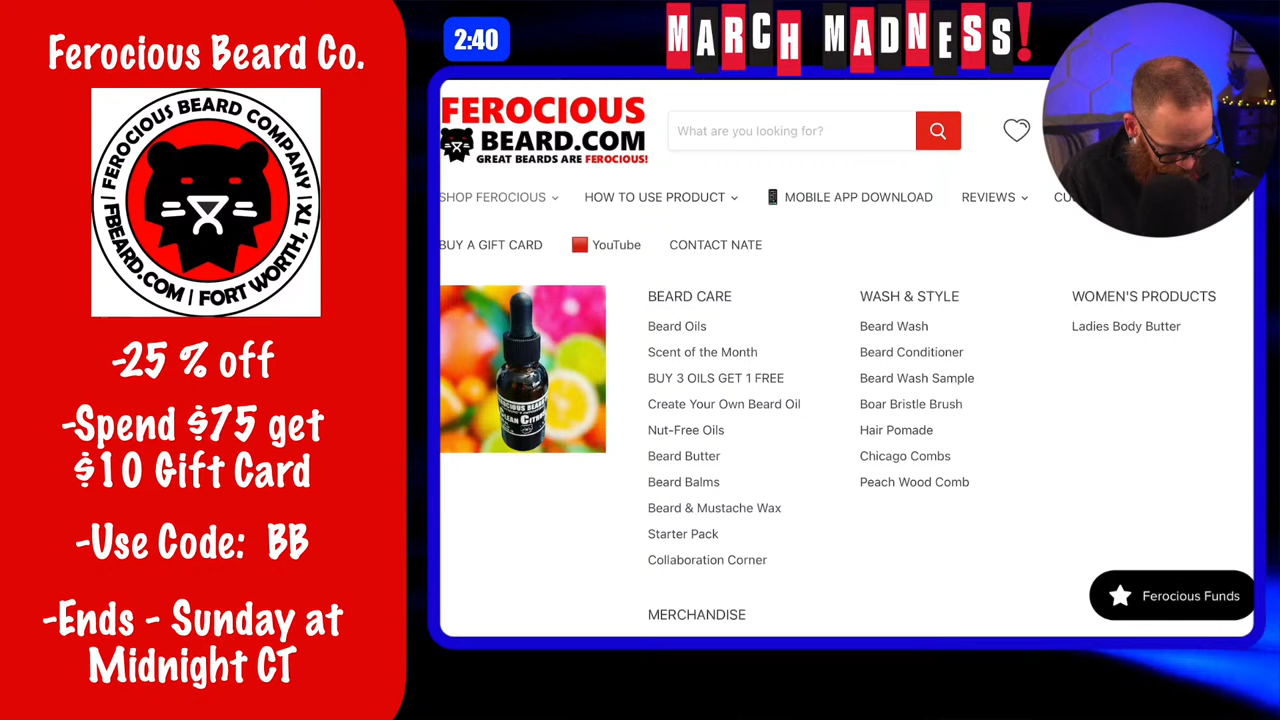 Ferocious Beard Co.
FEROCIOUS BEARD COMPANY
FBEARD.COM | FORT WORTH, TX |
-25 % off
-Spend $75 get
$10 Gift Card
-Use Code: BB
-Ends - Sunday at
Midnight CT
2:40
MARCH MADNESS!
FEROCIOUS
BEARD.COM
GREAT BEARDS ARE FEROCIOUS!
What are you looking for?
SHOP FEROCIOUS
HOW TO USE PRODUCT
MOBILE APP DOWNLOAD
REVIEWS
BUY A GIFT CARD
YouTube
CONTACT NATE
FEROCIOUS BEARD
CLEAN CITRUS
BEARD CARE
Beard Oils
Scent of the Month
BUY 3 OILS GET 1 FREE
Create Your Own Beard Oil
Nut-Free Oils
Beard Butter
Beard Balms
Beard & Mustache Wax
Starter Pack
Collaboration Corner
MERCHANDISE
WASH & STYLE
Beard Wash
Beard Conditioner
Beard Wash Sample
Boar Bristle Brush
Hair Pomade
Chicago Combs
Peach Wood Comb
WOMEN'S PRODUCTS
Ladies Body Butter
Ferocious Funds